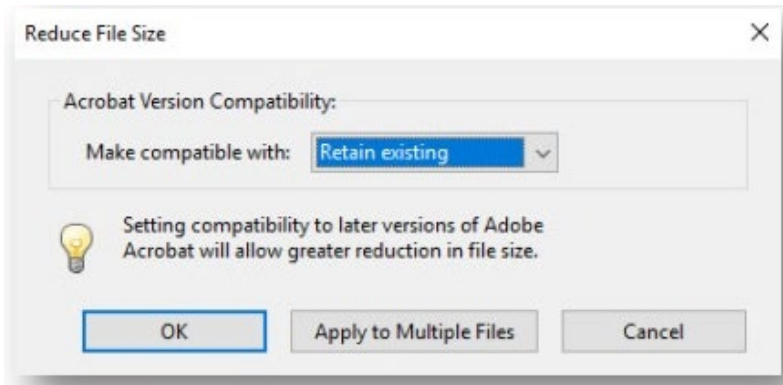 Reduce File Size
Acrobat Version Compatibility:
Make compatible with: Retain existing
Setting compatibility to later versions of Adobe
Acrobat will allow greater reduction in file size.
OK Apply to Multiple Files Cancel